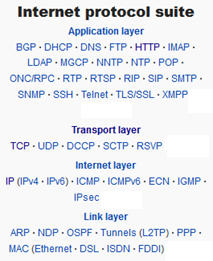 Internet protocol suite
Application layer
BGP · DHCP · DNS · FTP · HTTP · IMAP ·
LDAP · MGCP · NNTP · NTP · POP ·
ONC/RPC · RTP · RTSP · RIP · SIP · SMTP ·
SNMP · SSH · Telnet · TLS/SSL · XMPP
Transport layer
TCP · UDP · DCCP · SCTP · RSVP
Internet layer
IP (IPv4 · IPv6) · ICMP · ICMPv6 · ECN · IGMP ·
IPsec
Link layer
ARP · NDP · OSPF · Tunnels (L2TP) · PPP ·
MAC (Ethernet · DSL · ISDN · FDDI)